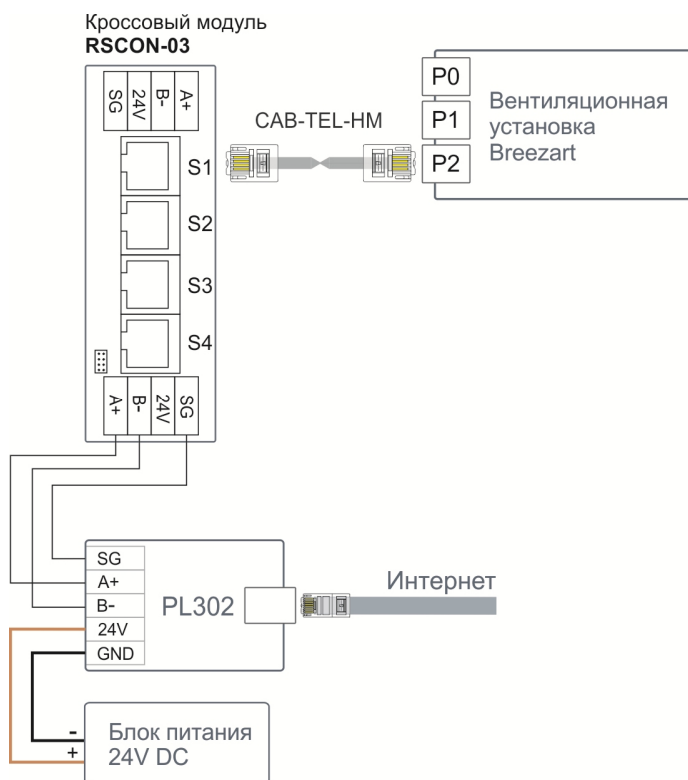 Кроссовый модуль
RSCON-03
SG
24V
B-
A+
CAB-TEL-HM
P0
P1
P2
Вентиляционная
установка
Breezart
S1
S2
S3
S4
A+
B-
24V
SG
SG
A+
B-
24V
GND
PL302
Интернет
-
+
Блок питания
24V DC